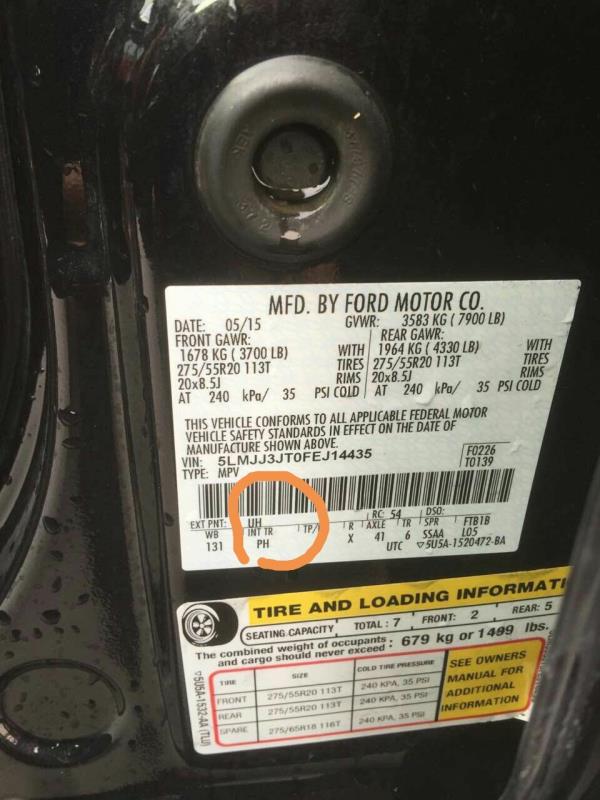 MFD. BY FORD MOTOR CO.
DATE: 05/15 GVWR: 3583 KG ( 7900 LB)
FRONT GAWR: REAR GAWR:
1678 KG ( 3700 LB) WITH 1964 KG ( 4330 LB) WITH
275/55R20 113T TIRES 275/55R20 113T TIRES
20x8.5J RIMS 20x8.5J RIMS
AT 240 kPa/ 35 PSI COLD AT 240 kPa/ 35 PSI COLD
THIS VEHICLE CONFORMS TO ALL APPLICABLE FEDERAL MOTOR
VEHICLE SAFETY STANDARDS IN EFFECT ON THE DATE OF
MANUFACTURE SHOWN ABOVE.
VIN: 5LMJJ3JT0FEJ14435 F0226
TYPE: MPV T0139
EXT PNT: UH RC: 54 DSO:
WB INT TR R AXLE TR SPR FTB1B
131 PH X 41 6 SSAA L05
UTC ▽5U5A-1520472-BA
TIRE AND LOADING INFORMATI
SEATING CAPACITY TOTAL : 7 FRONT: 2 REAR: 5
The combined weight of occupants
and cargo should never exceed : 679 kg or 1499 lbs.
TIRE SIZE COLD TIRE PRESSURE
FRONT 275/55R20 113T 240 KPA, 35 PSI
REAR 275/55R20 113T 240 KPA, 35 PSI
SPARE 275/65R18 116T 240 KPA, 35 PSI
SEE OWNERS
MANUAL FOR
ADDITIONAL
INFORMATION